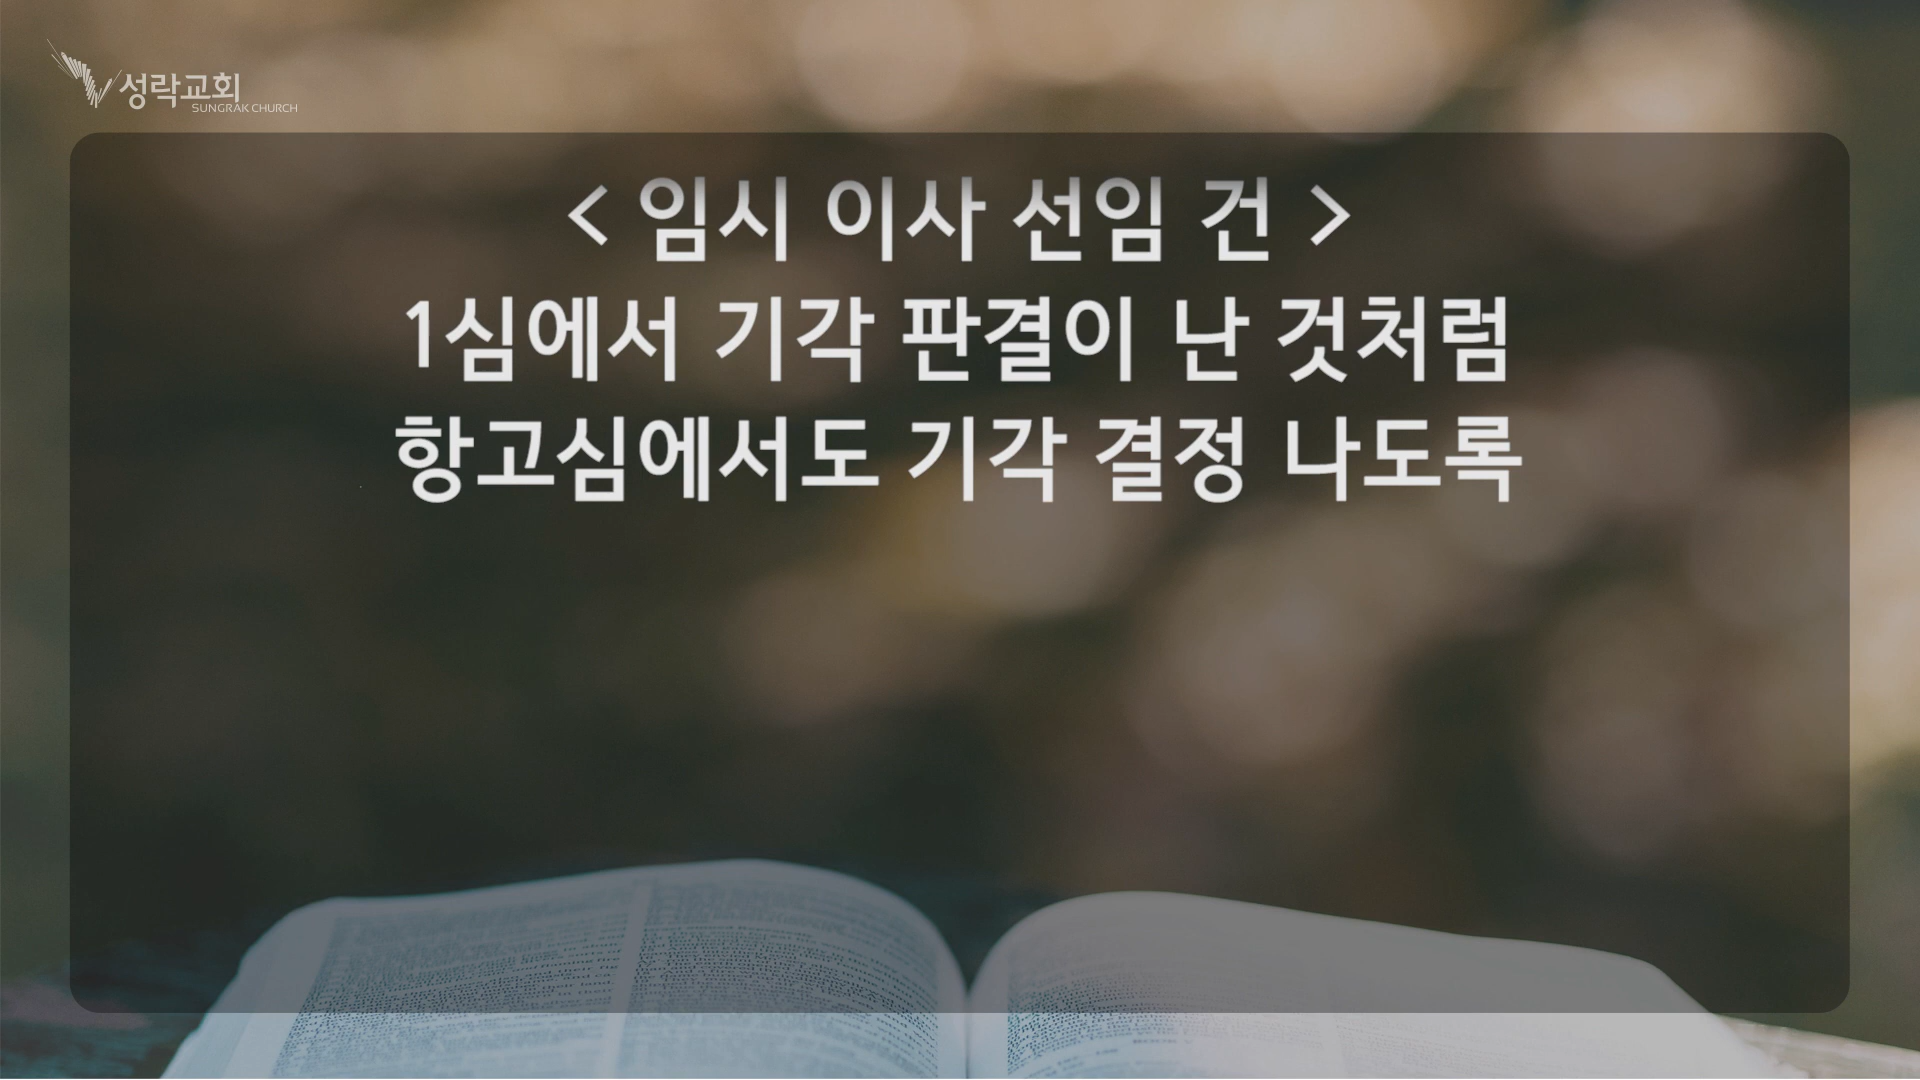 성락교회
SUNGRAK CHURCH
< 임시 이사 선임 건 >
1심에서 기각 판결이 난 것처럼
항고심에서도 기각 결정 나도록